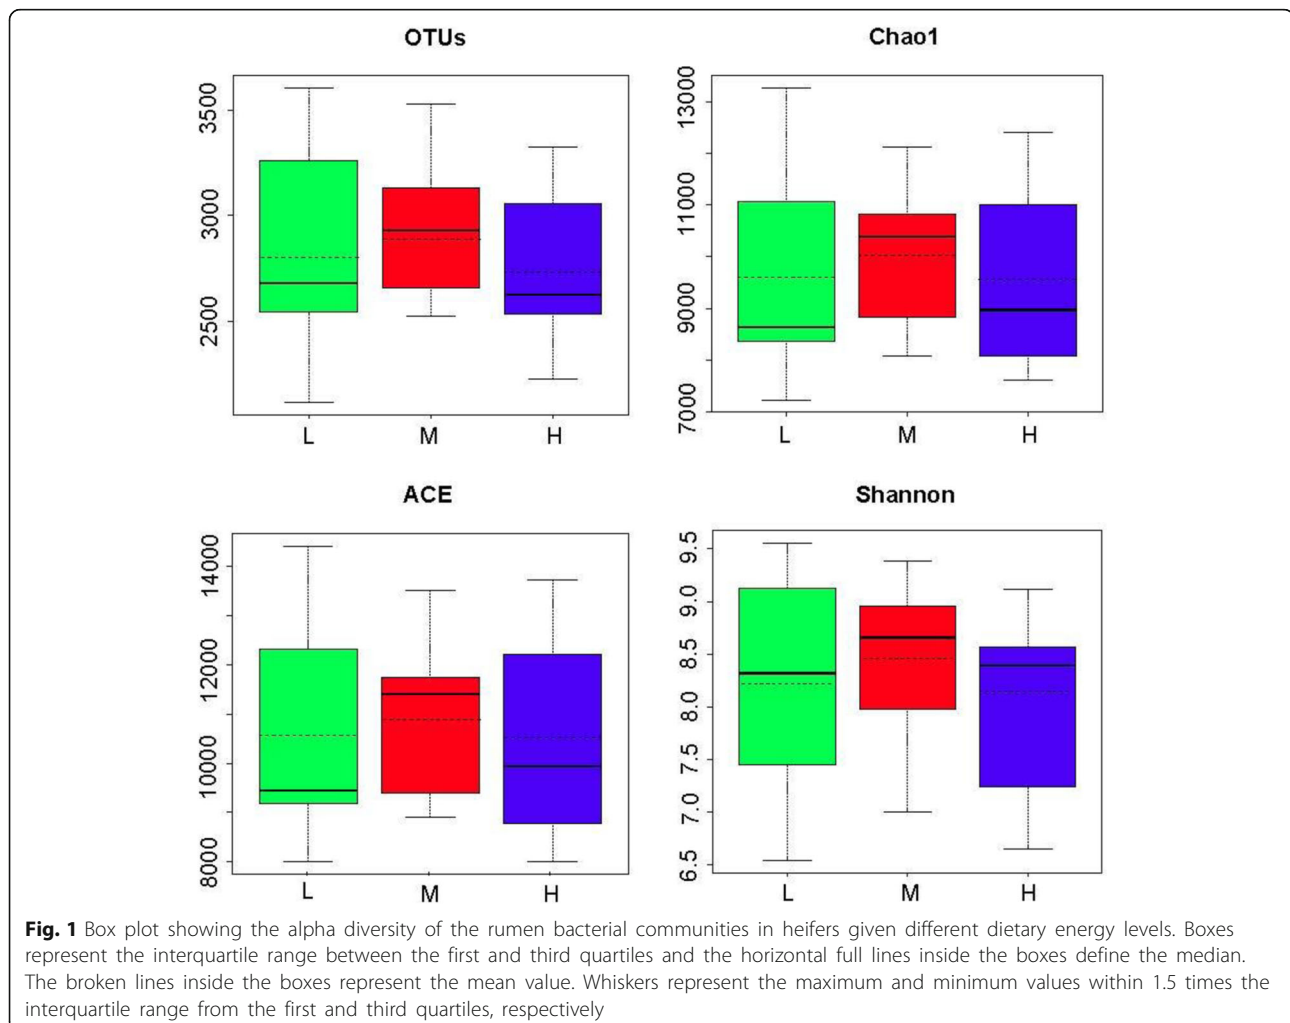 OTUs
3500
3000
2500
L M H
Chao1
13000
11000
9000
7000
L M H
ACE
14000
12000
10000
8000
L M H
Shannon
9.5
9.0
8.5
8.0
7.5
7.0
6.5
L M H
Fig. 1 Box plot showing the alpha diversity of the rumen bacterial communities in heifers given different dietary energy levels. Boxes
represent the interquartile range between the first and third quartiles and the horizontal full lines inside the boxes define the median.
The broken lines inside the boxes represent the mean value. Whiskers represent the maximum and minimum values within 1.5 times the
interquartile range from the first and third quartiles, respectively